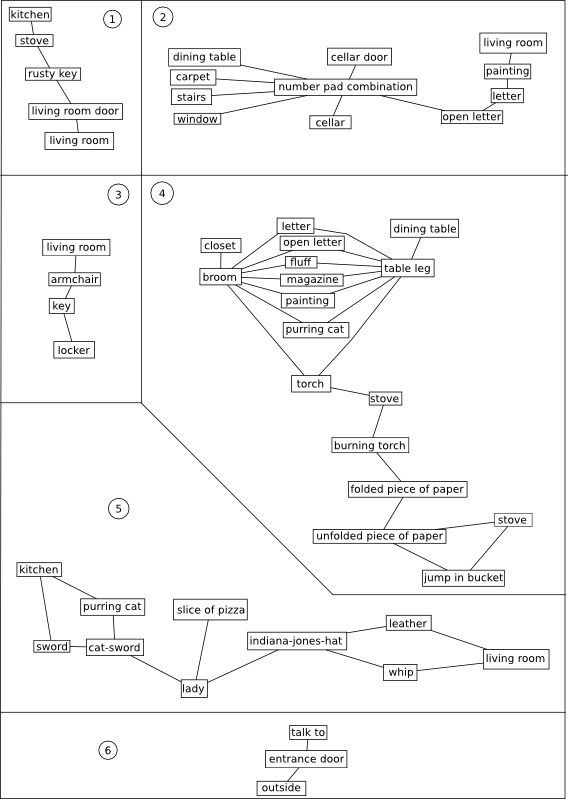 1
kitchen
stove
rusty key
living room door
living room
2
dining table
carpet
stairs
window
cellar door
number pad combination
cellar
living room
painting
letter
open letter
3
living room
armchair
key
locker
4
closet
broom
letter
open letter
fluff
magazine
painting
purring cat
dining table
table leg
torch
stove
burning torch
folded piece of paper
unfolded piece of paper
stove
jump in bucket
5
kitchen
purring cat
sword
cat-sword
slice of pizza
lady
indiana-jones-hat
leather
whip
living room
6
talk to
entrance door
outside